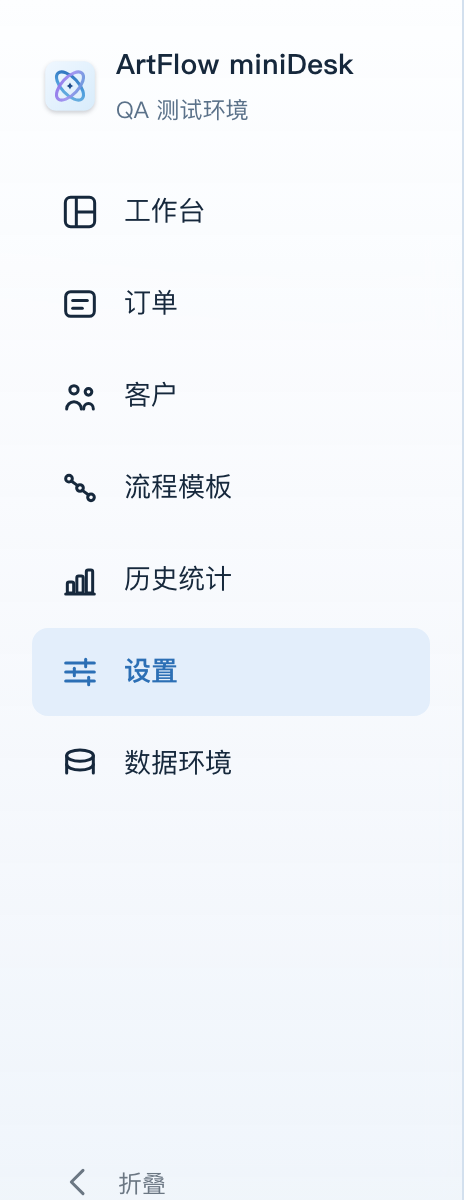 ArtFlow miniDesk
QA 测试环境
工作台
订单
客户
流程模板
历史统计
设置
数据环境
折叠